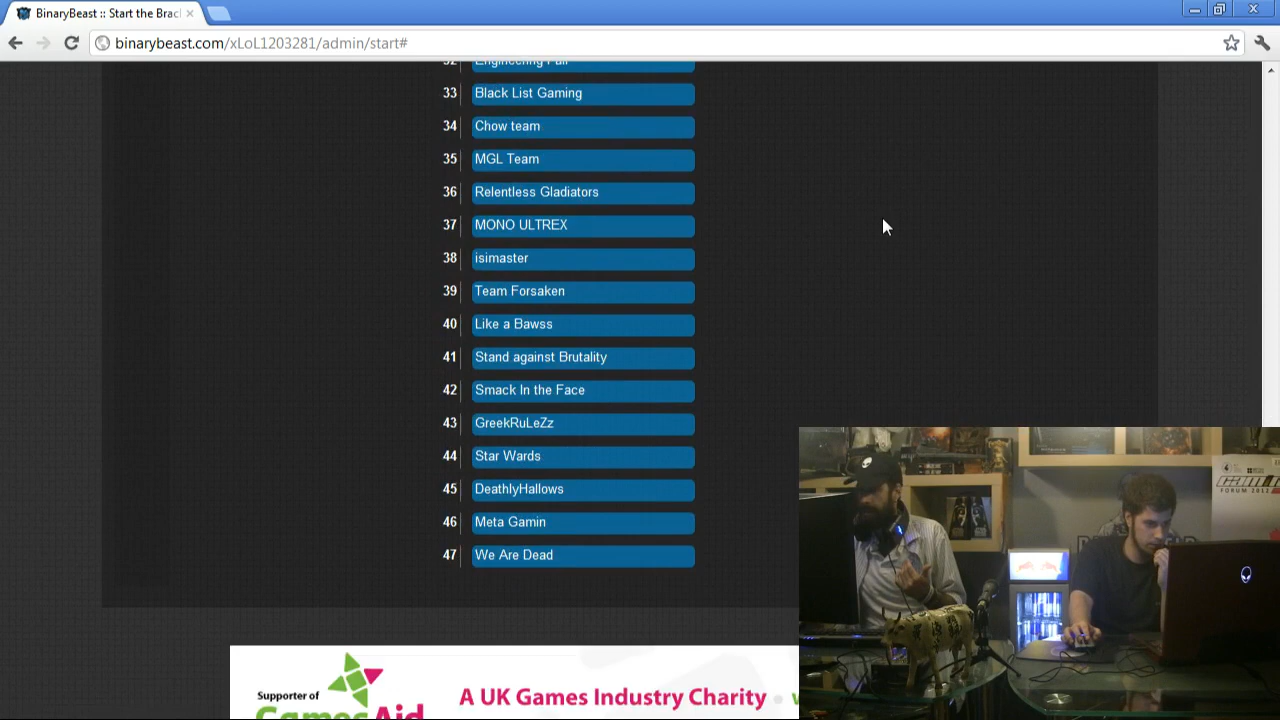 BinaryBeast :: Start the Brac
binarybeast.com/xLoL1203281/admin/start#
33 Black List Gaming
34 Chow team
35 MGL Team
36 Relentless Gladiators
37 MONO ULTREX
38 isimaster
39 Team Forsaken
40 Like a Bawss
41 Stand against Brutality
42 Smack In the Face
43 GreekRuLeZz
44 Star Wards
45 DeathlyHallows
46 Meta Gamin
47 We Are Dead
FORUM 2011
Supporter of
GamesAid
A UK Games Industry Charity